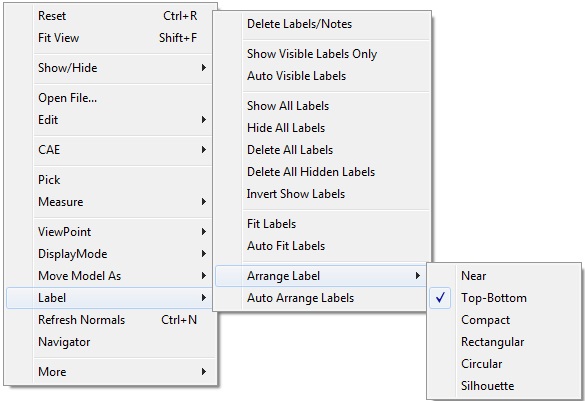 Reset Ctrl+R
Fit View Shift+F
Show/Hide
Open File...
Edit
CAE
Pick
Measure
ViewPoint
DisplayMode
Move Model As
Label
Refresh Normals Ctrl+N
Navigator
More
Delete Labels/Notes
Show Visible Labels Only
Auto Visible Labels
Show All Labels
Hide All Labels
Delete All Labels
Delete All Hidden Labels
Invert Show Labels
Fit Labels
Auto Fit Labels
Arrange Label
Auto Arrange Labels
Near
Top-Bottom
Compact
Rectangular
Circular
Silhouette